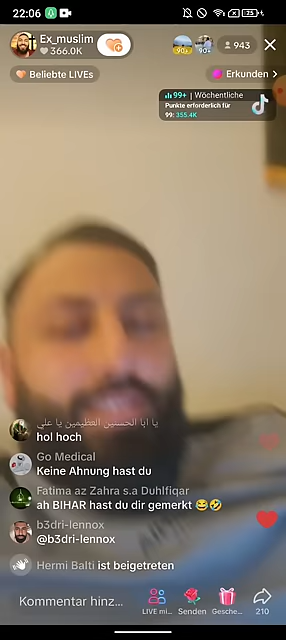 22:06
Ex_muslim
366.0K
943
Beliebte LIVEs
Erkunden
99+ | Wöchentliche
Punkte erforderlich für
99: 355.4K
يا ابا الحسنين العظيمين يا علي
hol hoch
Go Medical
Keine Ahnung hast du
Fatima az Zahra s.a Duhlfiqar
ah BIHAR hast du dir gemerkt 😂🤣
b3dri-lennox
@b3dri-lennox
Hermi Balti ist beigetreten
Kommentar hinz...
LIVE mi...
Senden
Gesche...
210